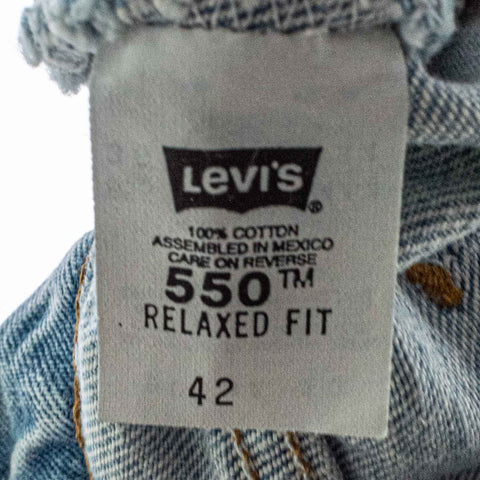 LEVI'S®
100% COTTON
ASSEMBLED IN MEXICO
CARE ON REVERSE
550™
RELAXED FIT
42